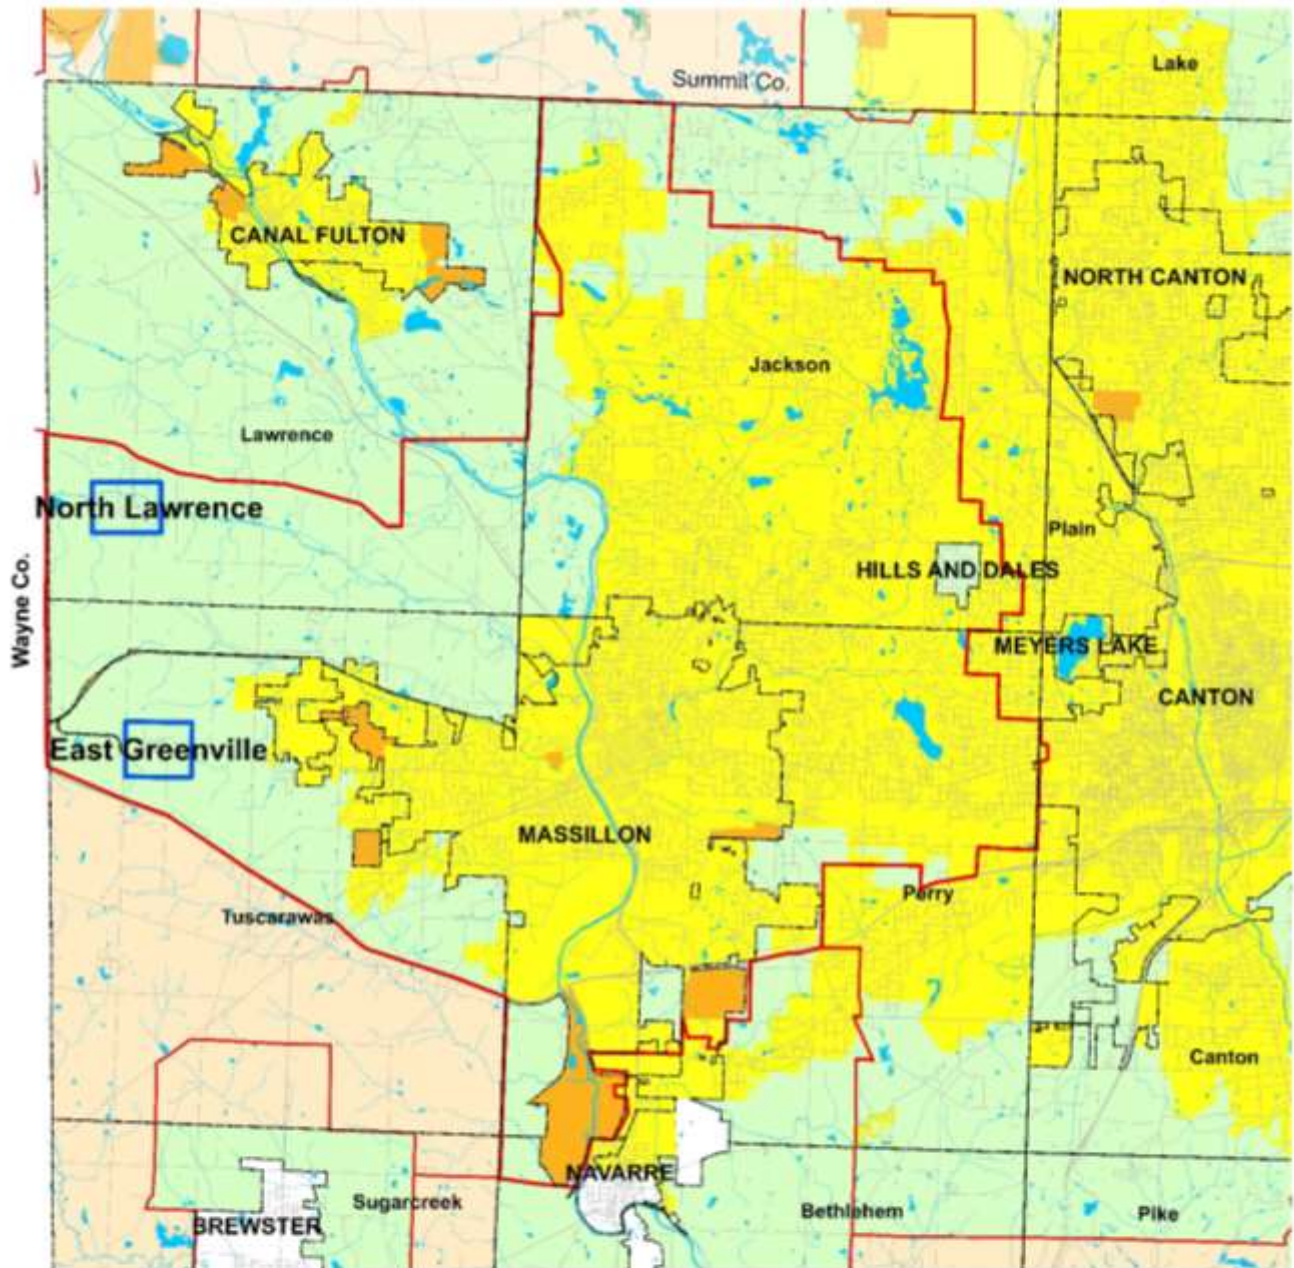 Lake
Summit Co.
CANAL FULTON
NORTH CANTON
Jackson
Lawrence
North Lawrence
Plain
HILLS AND DALES
Wayne Co.
MEYERS LAKE
CANTON
East Greenville
MASSILLON
Perry
Tuscarawas
Canton
NAVARRE
Sugarcreek
Bethlehem
Pike
BREWSTER